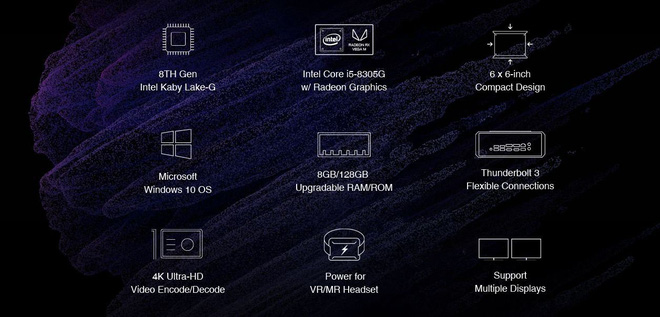 intel
RADEON RX
VEGA M
8TH Gen
Intel Kaby Lake-G
Intel Core i5-8305G
w/ Radeon Graphics
6 x 6-inch
Compact Design
Microsoft
Windows 10 OS
8GB/128GB
Upgradable RAM/ROM
Thunderbolt 3
Flexible Connections
4K Ultra-HD
Video Encode/Decode
Power for
VR/MR Headset
Support
Multiple Displays